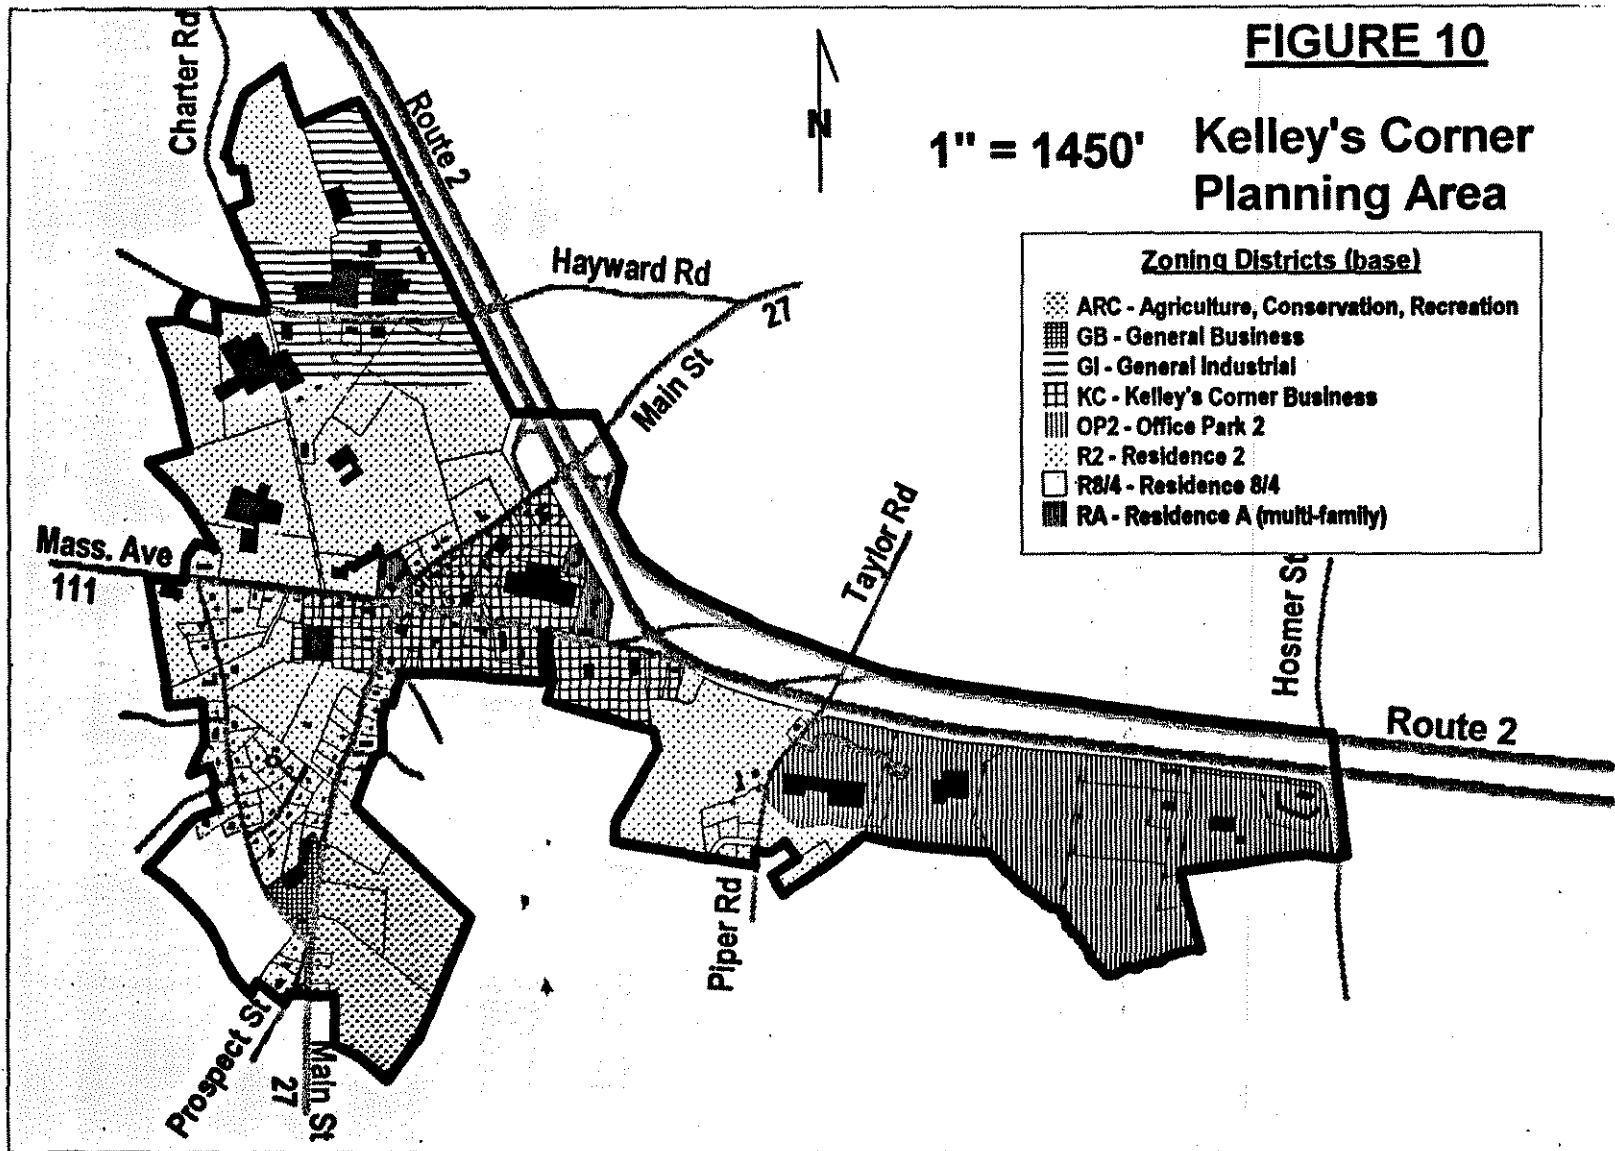 FIGURE 10
Kelley's Corner
Planning Area
1" = 1450'
N
Zoning Districts (base)
ARC - Agriculture, Conservation, Recreation
GB - General Business
GI - General Industrial
KC - Kelley's Corner Business
OP2 - Office Park 2
R2 - Residence 2
R8/4 - Residence 8/4
RA - Residence A (multi-family)
Charter Rd
Route 2
Hayward Rd
27
Main St
Mass. Ave
111
Taylor Rd
Hosmer St
Route 2
Piper Rd
Prospect St
Main St
27